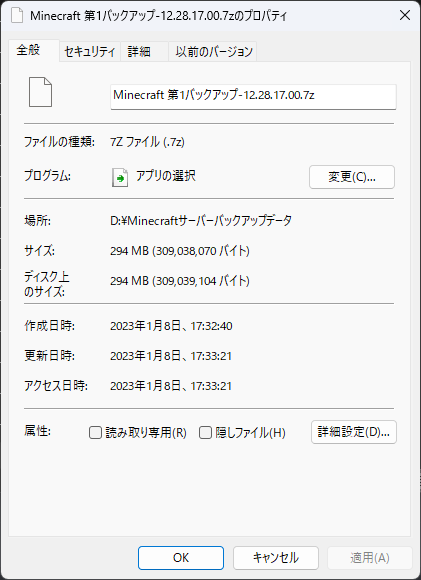 Minecraft 第1バックアップ-12.28.17.00.7zのプロパティ
全般 セキュリティ 詳細 以前のバージョン
Minecraft 第1バックアップ-12.28.17.00.7z
ファイルの種類: 7Z ファイル (.7z)
プログラム: アプリの選択 変更(C)...
場所: D:¥Minecraftサーバーバックアップデータ
サイズ: 294 MB (309,038,070 バイト)
ディスク上
のサイズ: 294 MB (309,039,104 バイト)
作成日時: 2023年1月8日、17:32:40
更新日時: 2023年1月8日、17:33:21
アクセス日時: 2023年1月8日、17:33:21
属性: 読み取り専用(R) 隠しファイル(H) 詳細設定(D)...
OK キャンセル 適用(A)